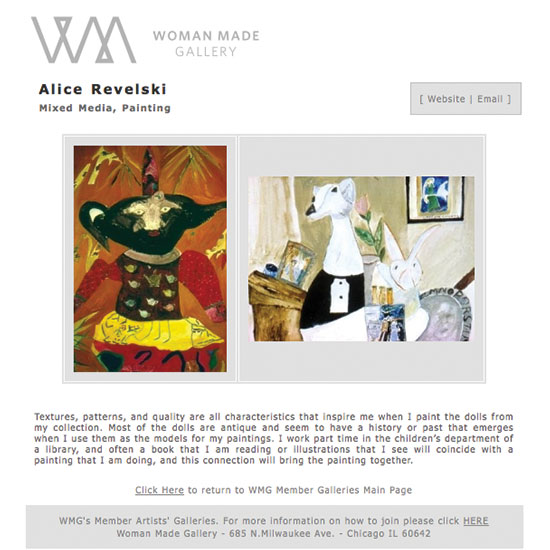 WM
WOMAN MADE
GALLERY
Alice Revelski
Mixed Media, Painting
[ Website | Email ]
MNOPQRST
Textures, patterns, and quality are all characteristics that inspire me when I paint the dolls from
my collection. Most of the dolls are antique and seem to have a history or past that emerges
when I use them as the models for my paintings. I work part time in the children's department of
a library, and often a book that I am reading or illustrations that I see will coincide with a
painting that I am doing, and this connection will bring the painting together.
Click Here to return to WMG Member Galleries Main Page
WMG's Member Artists' Galleries. For more information on how to join please click HERE
Woman Made Gallery - 685 N.Milwaukee Ave. - Chicago IL 60642